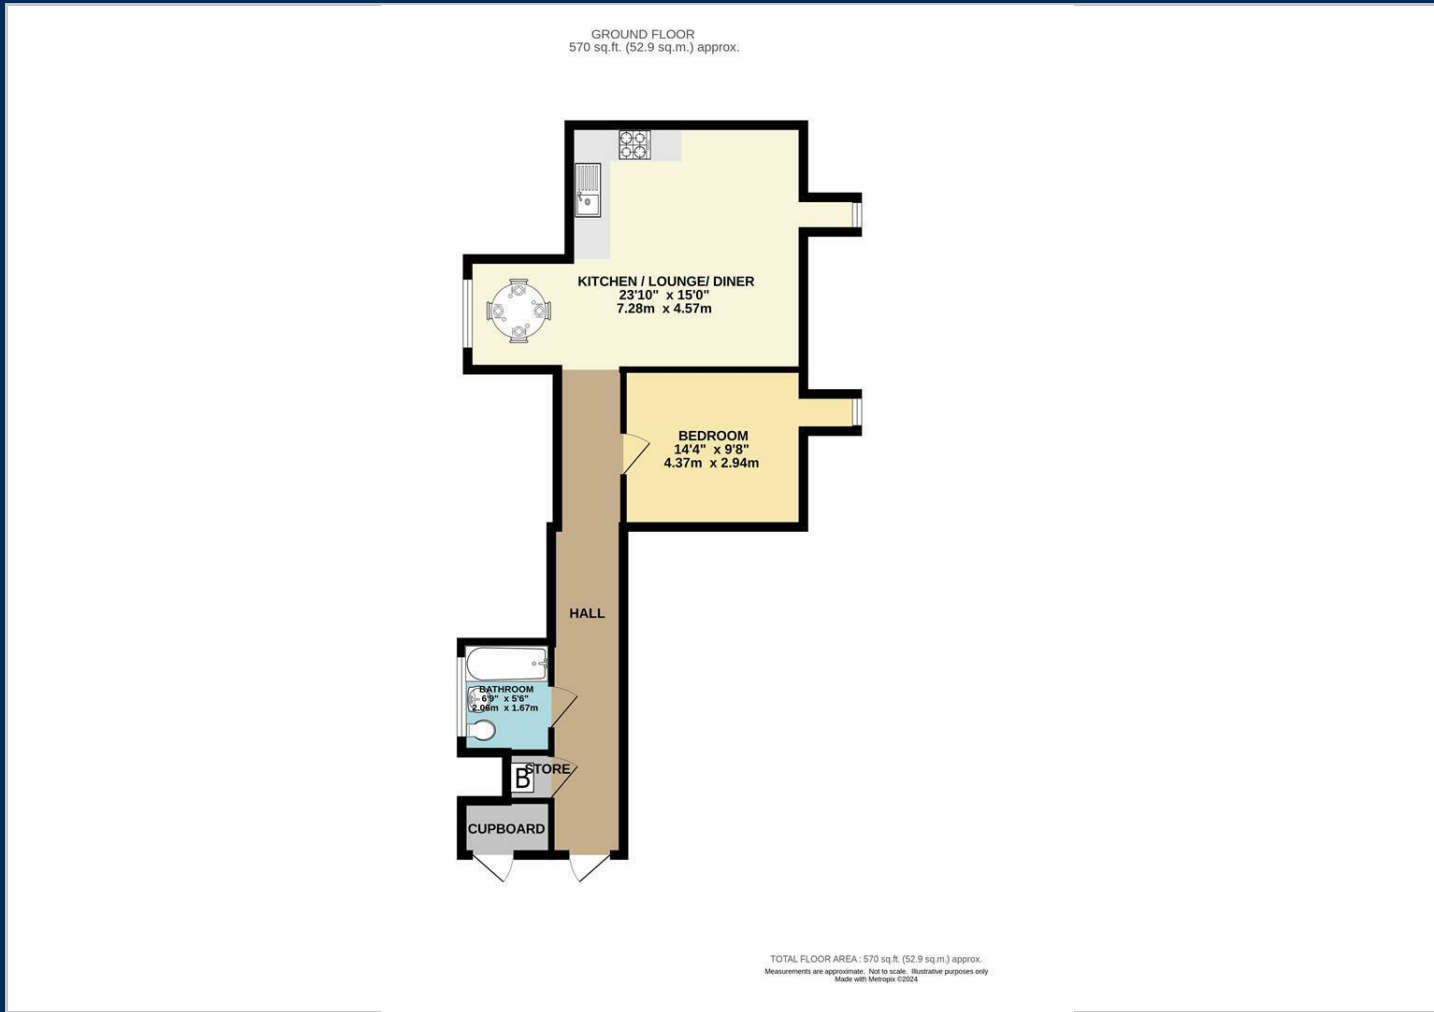 GROUND FLOOR
570 sq.ft. (52.9 sq.m.) approx.
KITCHEN / LOUNGE/ DINER
23'10" x 15'0"
7.28m x 4.57m
BEDROOM
14'4" x 9'8"
4.37m x 2.94m
HALL
BATHROOM
6'9" x 5'6"
2.06m x 1.67m
STORE
B
CUPBOARD
TOTAL FLOOR AREA : 570 sq.ft. (52.9 sq.m.) approx.
Measurements are approximate. Not to scale. Illustrative purposes only
Made with Metropix ©2024